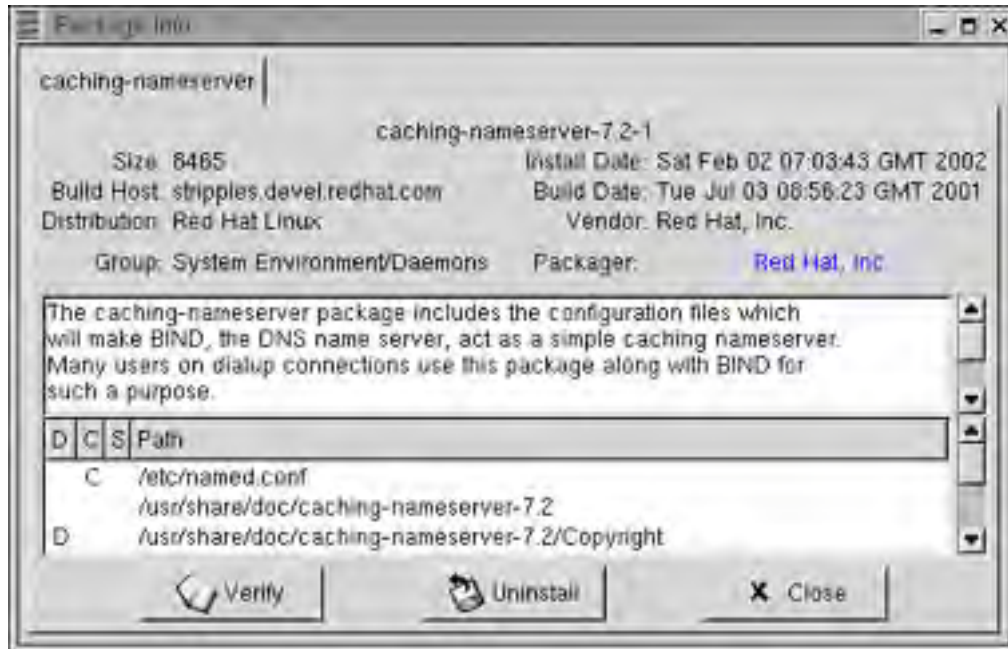 Package Info
caching-nameserver
caching-nameserver-7.2-1
Size: 8465 Install Date: Sat Feb 02 07:03:43 GMT 2002
Build Host: stripples.devel.redhat.com Build Date: Tue Jul 03 08:56:23 GMT 2001
Distribution: Red Hat Linux Vendor: Red Hat, Inc.
Group: System Environment/Daemons Packager: Red Hat, Inc.
The caching-nameserver package includes the configuration files which
will make BIND, the DNS name server, act as a simple caching nameserver.
Many users on dialup connections use this package along with BIND for
such a purpose.
D C S Path
C /etc/named.conf
/usr/share/doc/caching-nameserver-7.2
D /usr/share/doc/caching-nameserver-7.2/Copyright
Verify Uninstall Close